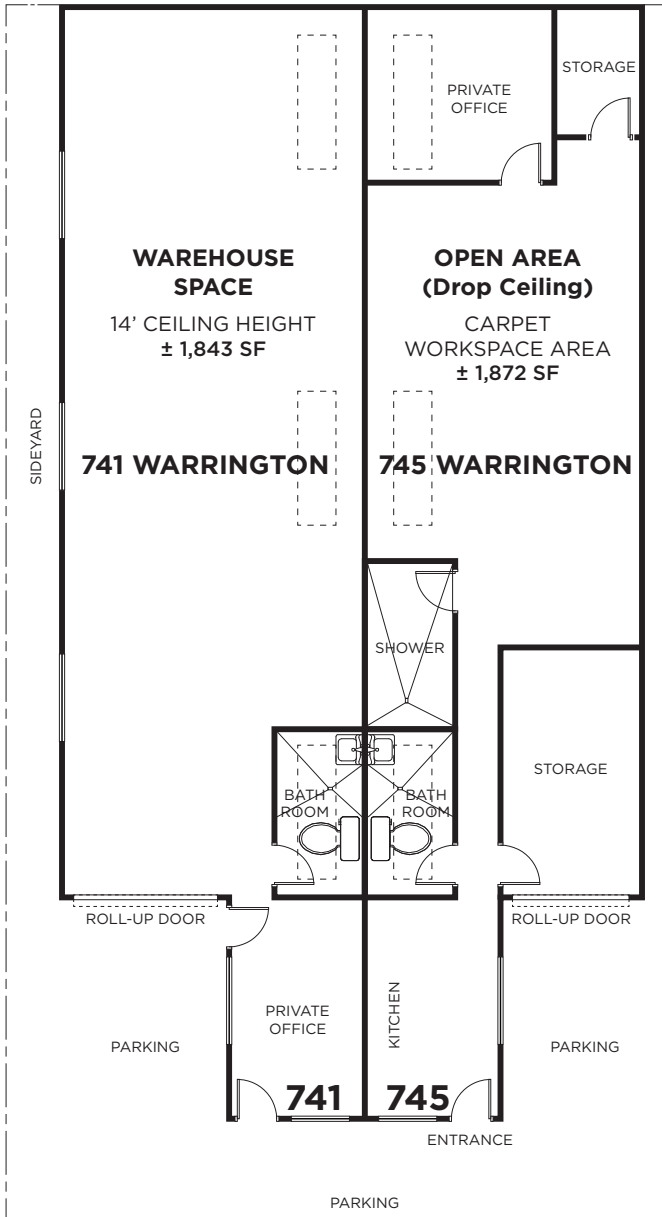 STORAGE
PRIVATE
OFFICE
WAREHOUSE
SPACE
14’ CEILING HEIGHT
± 1,843 SF
OPEN AREA
(Drop Ceiling)
CARPET
WORKSPACE AREA
± 1,872 SF
SIDEYARD
741 WARRINGTON
745 WARRINGTON
SHOWER
BATH
ROOM
BATH
ROOM
STORAGE
ROLL-UP DOOR
ROLL-UP DOOR
PRIVATE
OFFICE
KITCHEN
PARKING
PARKING
741
745
ENTRANCE
PARKING